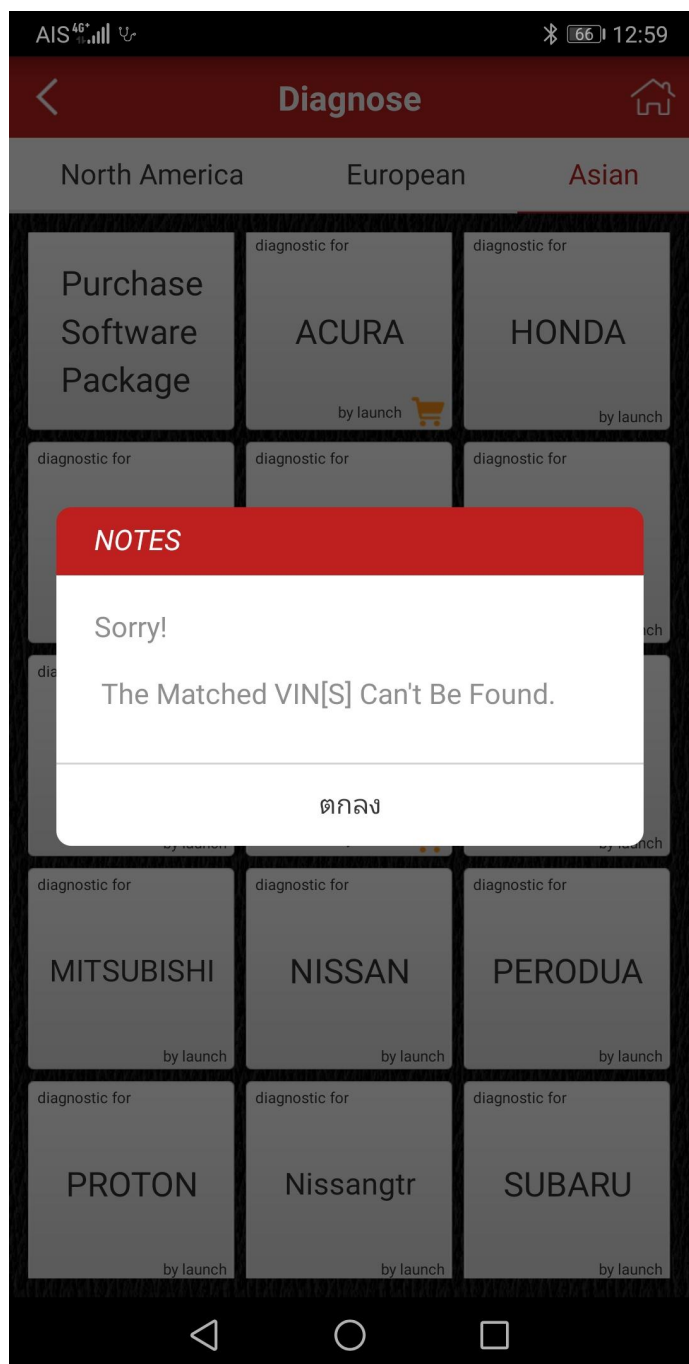 AIS 4G+ 66 12:59
Diagnose
North America European Asian
Purchase
Software
Package
diagnostic for
ACURA
by launch
diagnostic for
HONDA
by launch
diagnostic for
diagnostic for
diagnostic for
NOTES
Sorry!
The Matched VIN[S] Can't Be Found.
ตกลง
diagnostic for
MITSUBISHI
by launch
diagnostic for
NISSAN
by launch
diagnostic for
PERODUA
by launch
diagnostic for
PROTON
by launch
diagnostic for
Nissangtr
by launch
diagnostic for
SUBARU
by launch